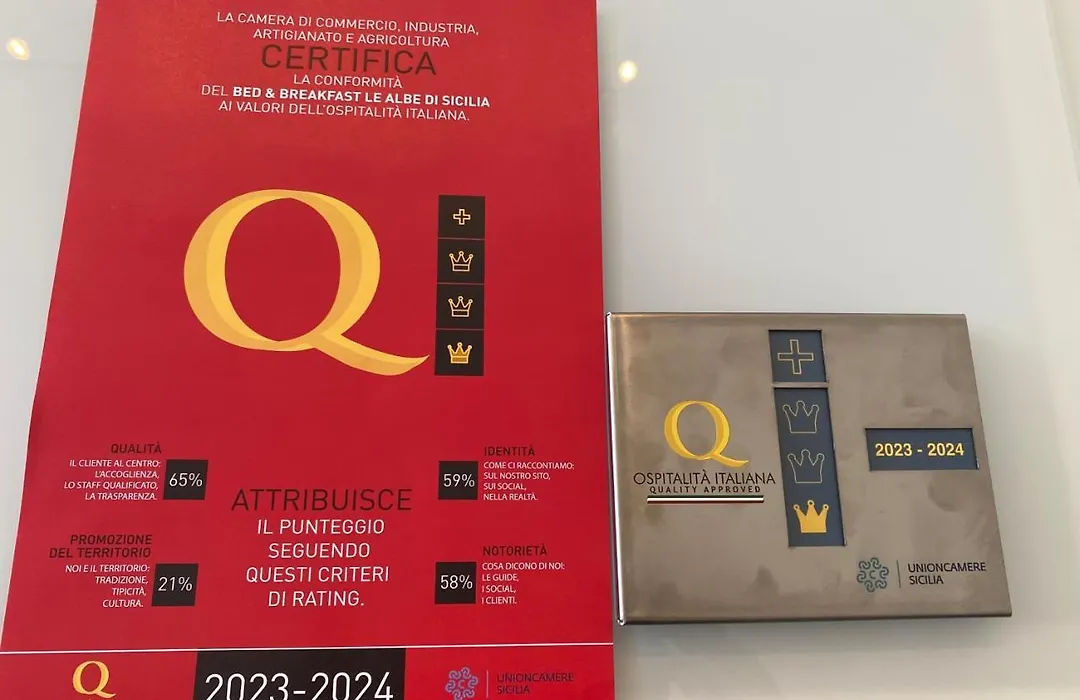 LA CAMERA DI COMMERCIO, INDUSTRIA,
ARTIGIANATO E AGRICOLTURA
CERTIFICA
LA CONFORMITÀ
DEL BED & BREAKFAST LE ALBE DI SICILIA
AI VALORI DELL'OSPITALITÀ ITALIANA.
Q
QUALITÀ
IL CLIENTE AL CENTRO:
L'ACCOGLIENZA,
LO STAFF QUALIFICATO,
LA TRASPARENZA.
65%
PROMOZIONE
DEL TERRITORIO
NOI E IL TERRITORIO:
TRADIZIONE,
TIPICITÀ,
CULTURA.
21%
ATTRIBUISCE
IL PUNTEGGIO
SEGUENDO
QUESTI CRITERI
DI RATING.
59%
IDENTITÀ
COME CI RACCONTIAMO:
SUL NOSTRO SITO,
SUI SOCIAL,
NELLA REALTÀ.
58%
NOTORIETÀ
COSA DICONO DI NOI:
LE GUIDE,
I SOCIAL,
I CLIENTI.
Q
2023-2024
UNIONCAMERE
SICILIA
Q
OSPITALITÀ ITALIANA
QUALITY APPROVED
2023 - 2024
UNIONCAMERE
SICILIA